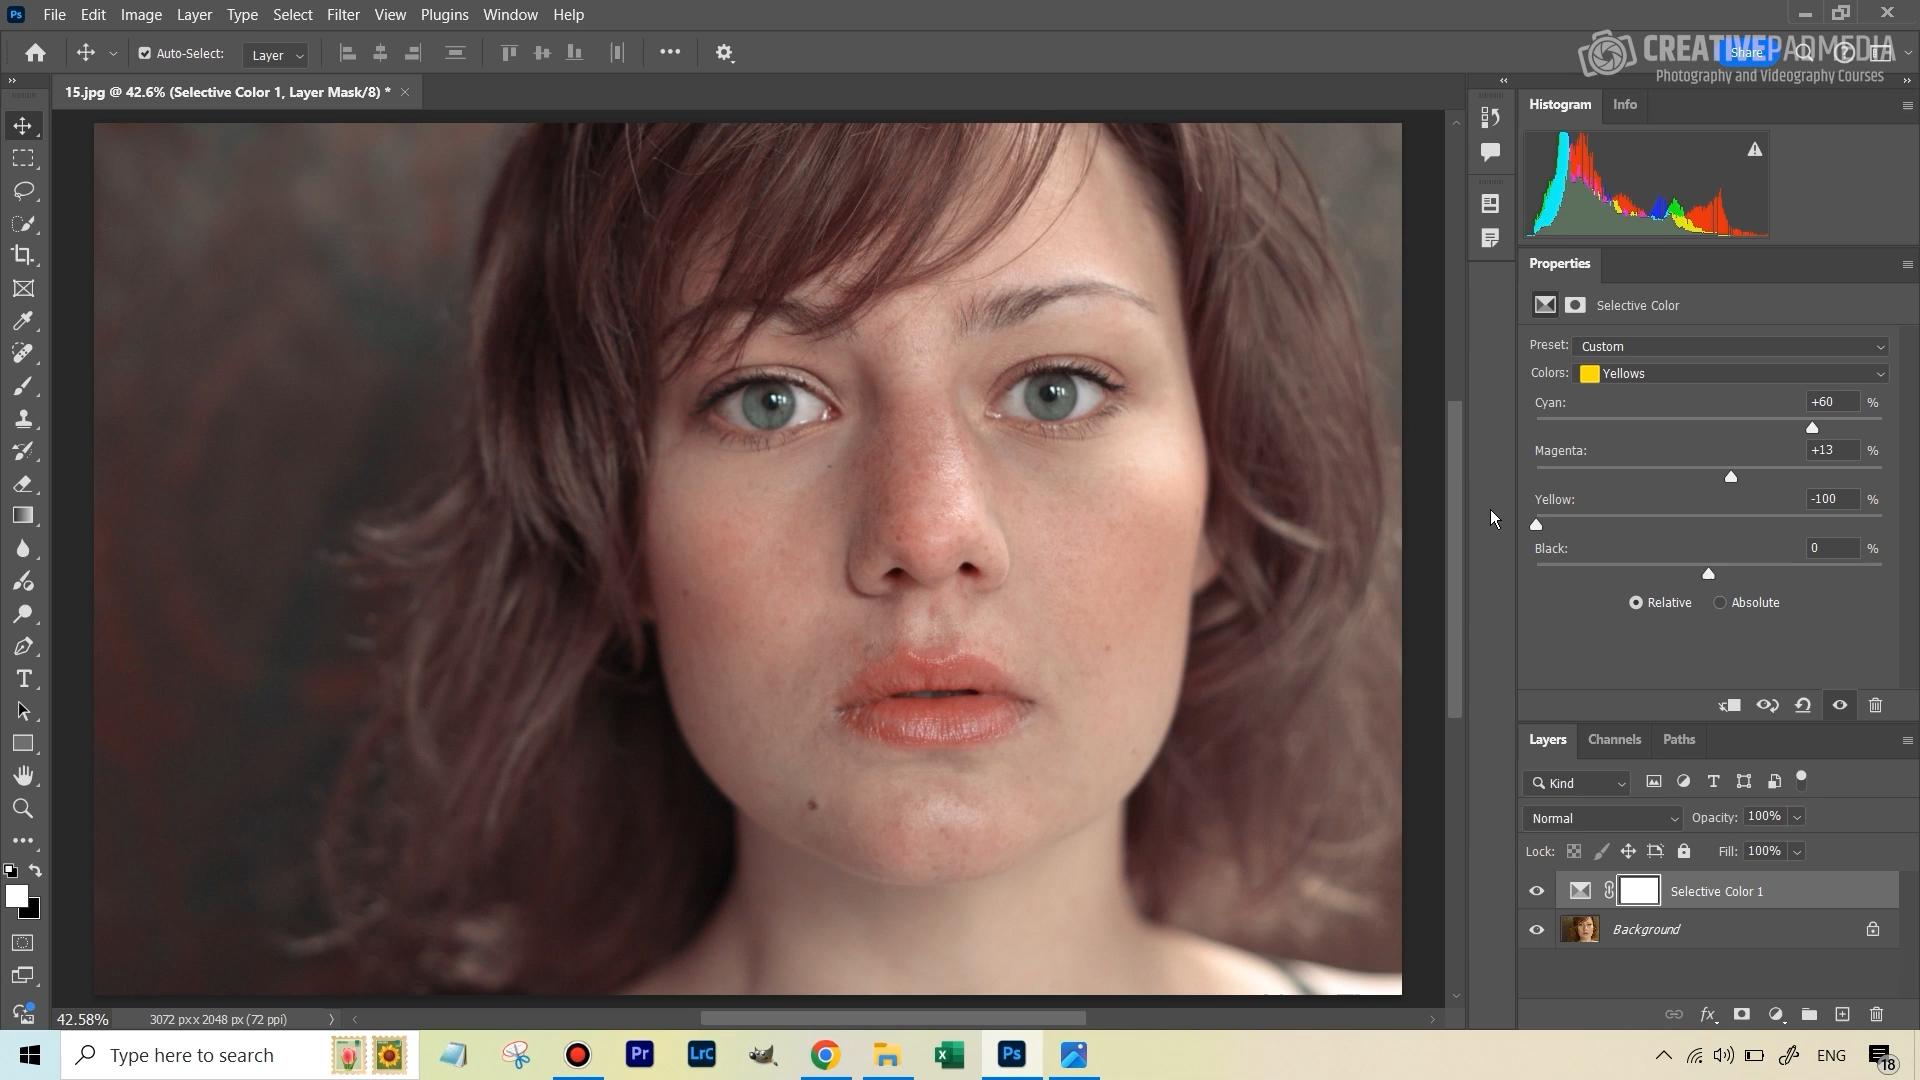 Ps File Edit Image Layer Type Select Filter View Plugins Window Help
Auto-Select: Layer
Share
CREATIVEPADMEDIA
Photography and Videography Courses
15.jpg @ 42.6% (Selective Color 1, Layer Mask/8) *
Histogram Info
Properties
Selective Color
Preset: Custom
Colors: Yellows
Cyan: +60 %
Magenta: +13 %
Yellow: -100 %
Black: 0 %
Relative Absolute
Layers Channels Paths
Kind
Normal Opacity: 100%
Lock: Fill: 100%
Selective Color 1
Background
fx
42.58% 3072 px x 2048 px (72 ppi)
Type here to search
Pr LrC Ps
ENG
18